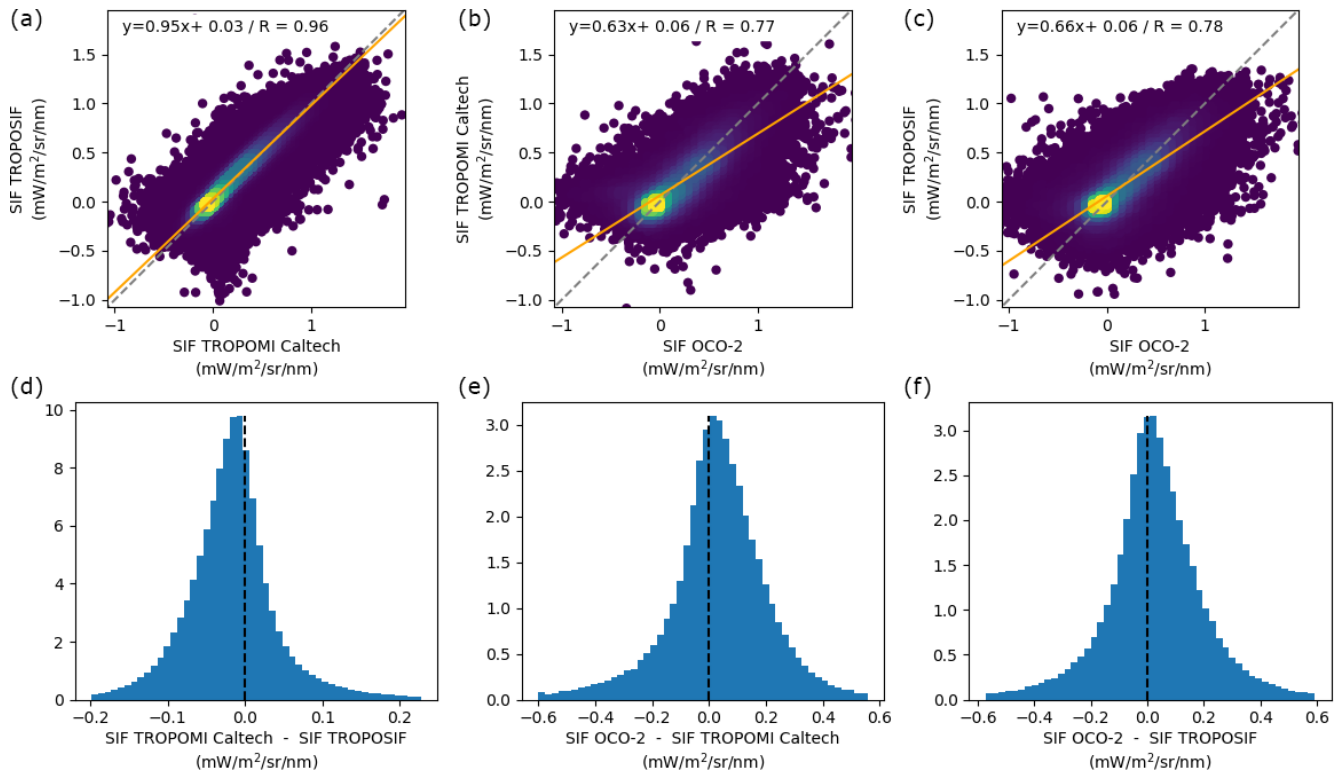 (a)
y=0.95x+ 0.03 / R = 0.96
1.5
1.0
0.5
0.0
−0.5
−1.0
SIF TROPOSIF
(mW/m²/sr/nm)
−1 0 1
SIF TROPOMI Caltech
(mW/m²/sr/nm)
(b)
y=0.63x+ 0.06 / R = 0.77
1.5
1.0
0.5
0.0
−0.5
−1.0
SIF TROPOMI Caltech
(mW/m²/sr/nm)
−1 0 1
SIF OCO-2
(mW/m²/sr/nm)
(c)
y=0.66x+ 0.06 / R = 0.78
1.5
1.0
0.5
0.0
−0.5
−1.0
SIF TROPOSIF
(mW/m²/sr/nm)
−1 0 1
SIF OCO-2
(mW/m²/sr/nm)
(d)
10
8
6
4
2
0
−0.2 −0.1 0.0 0.1 0.2
SIF TROPOMI Caltech - SIF TROPOSIF
(mW/m²/sr/nm)
(e)
3.0
2.5
2.0
1.5
1.0
0.5
0.0
−0.6 −0.4 −0.2 0.0 0.2 0.4 0.6
SIF OCO-2 - SIF TROPOMI Caltech
(mW/m²/sr/nm)
(f)
3.0
2.5
2.0
1.5
1.0
0.5
0.0
−0.6 −0.4 −0.2 0.0 0.2 0.4 0.6
SIF OCO-2 - SIF TROPOSIF
(mW/m²/sr/nm)